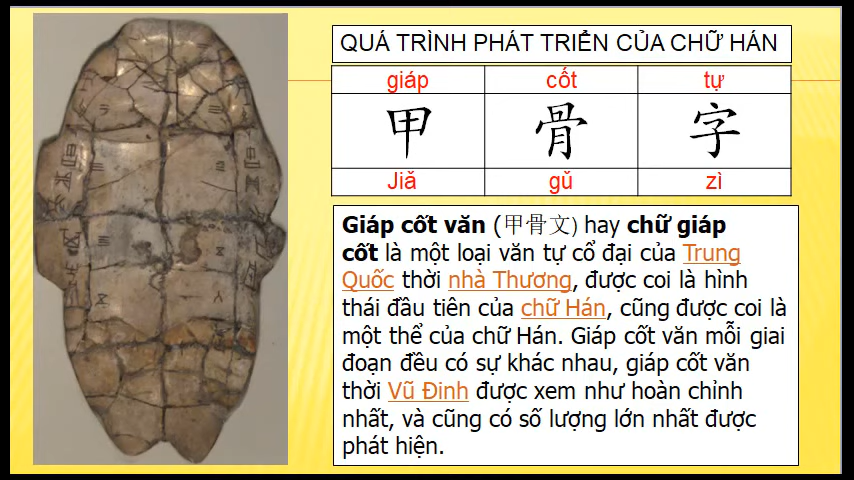 QUÁ TRÌNH PHÁT TRIỂN CỦA CHỮ HÁN
giáp cốt tự
甲 骨 字
Jiǎ gǔ zì
Giáp cốt văn (甲骨文) hay chữ giáp
cốt là một loại văn tự cổ đại của Trung
Quốc thời nhà Thương, được coi là hình
thái đầu tiên của chữ Hán, cũng được coi là
một thể của chữ Hán. Giáp cốt văn mỗi giai
đoạn đều có sự khác nhau, giáp cốt văn
thời Vũ Đinh được xem như hoàn chỉnh
nhất, và cũng có số lượng lớn nhất được
phát hiện.